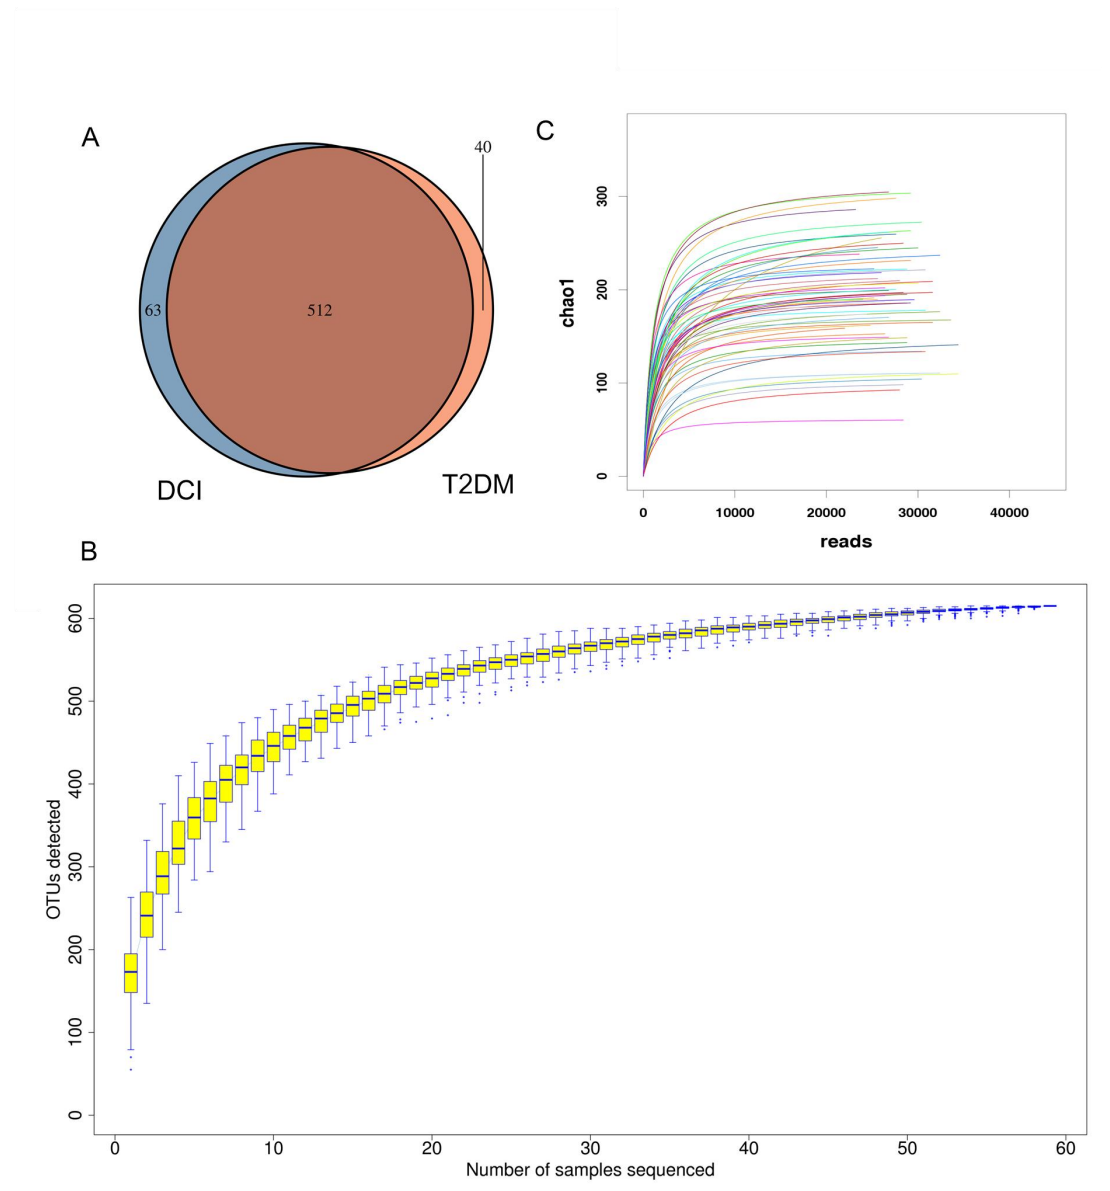 A
40
63
512
DCI
T2DM
C
chao1
300
200
100
0
0 10000 20000 30000 40000
reads
B
OTUs detected
600
500
400
300
200
100
0
0 10 20 30 40 50 60
Number of samples sequenced